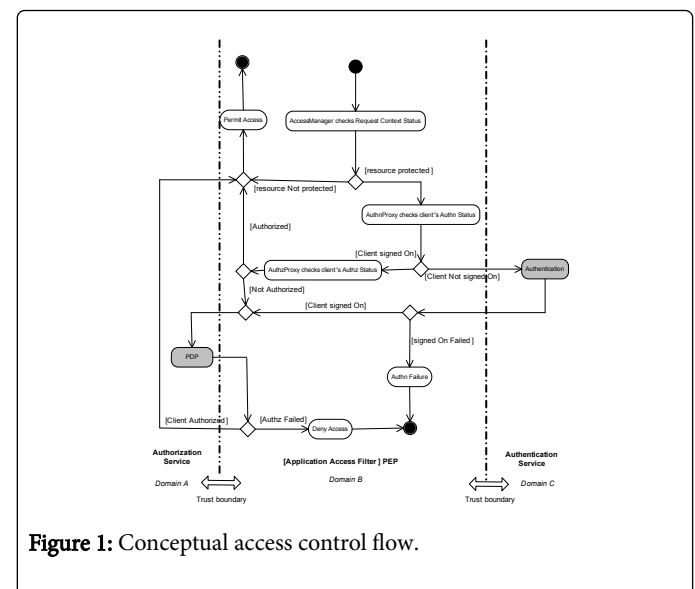 Permit Access
AccessManager checks Request Context Status
[resource protected ]
[resource Not protected ]
AuthnProxy checks client's Authn Status
[Authorized]
[Client signed On]
AuthzProxy checks client's Authz Status
[Client Not signed On]
Authentication
[Not Authorized]
[Client signed On]
[signed On Failed ]
PDP
Authn Failure
[Client Authorized ]
[Authz Failed ]
Deny Access
Authorization
Service
[Application Access Filter ] PEP
Authentication
Service
Domain A
Domain B
Domain C
Trust boundary
Trust boundary
Figure 1: Conceptual access control flow.